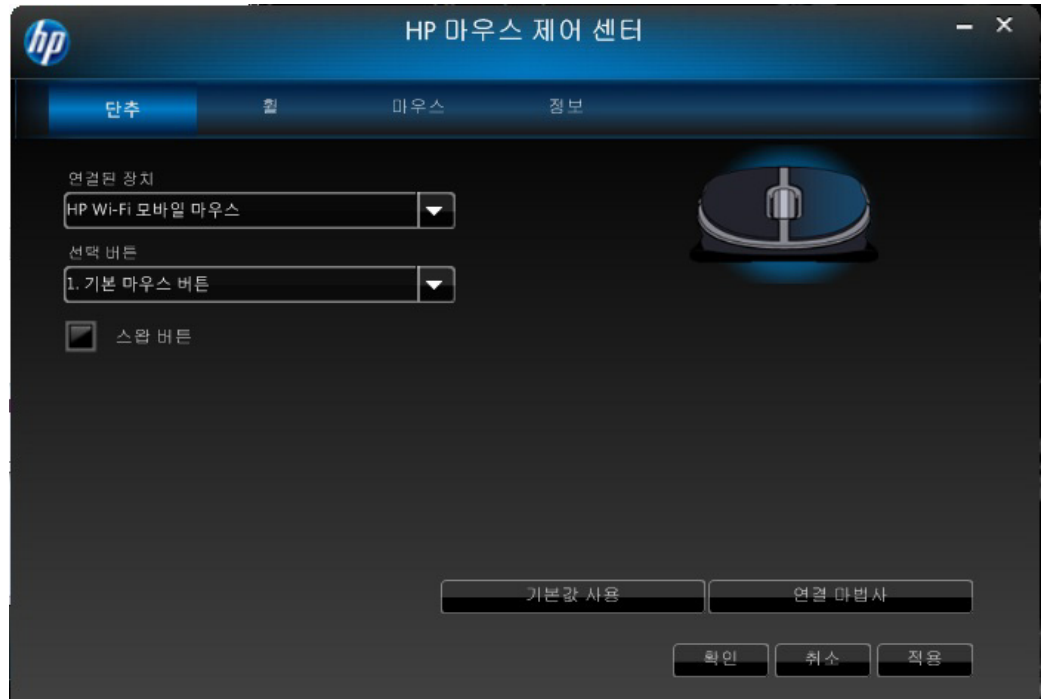 hp
HP 마우스 제어 센터
단추 휠 마우스 정보
연결된 장치
HP Wi-Fi 모바일 마우스
선택 버튼
1. 기본 마우스 버튼
스왑 버튼
기본값 사용 연결 마법사
확인 취소 적용